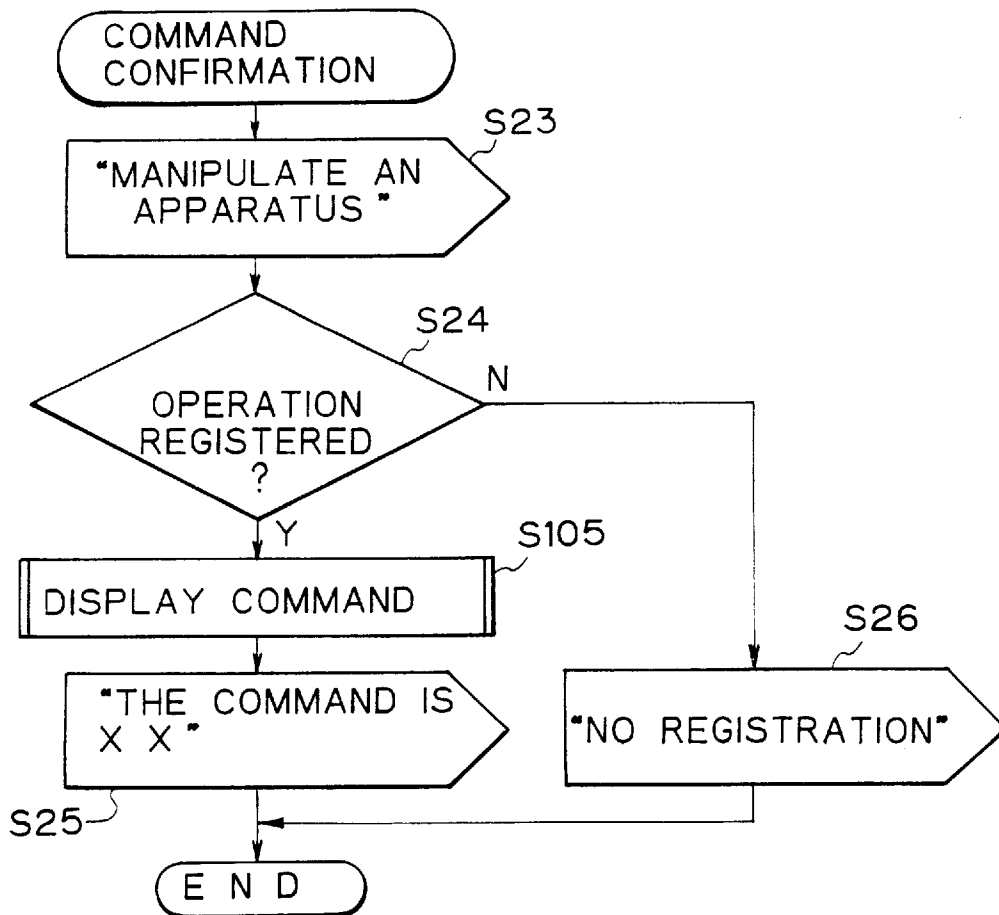 COMMAND
CONFIRMATION
S23
"MANIPULATE AN
APPARATUS"
S24
N
OPERATION
REGISTERED
?
Y
S105
DISPLAY COMMAND
S26
"THE COMMAND IS
X X"
"NO REGISTRATION"
S25
END